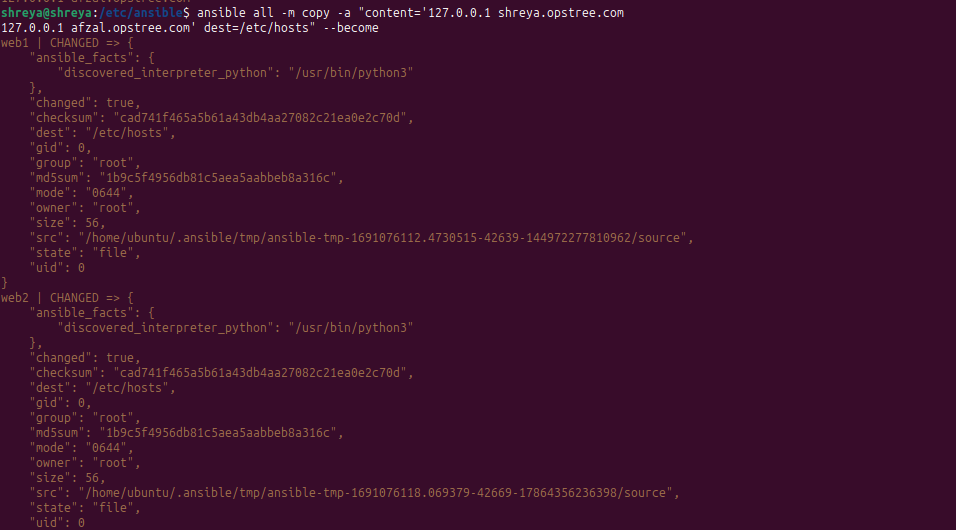 shreya@shreya:/etc/ansible$ ansible all -m copy -a "content='127.0.0.1 shreya.opstree.com
127.0.0.1 afzal.opstree.com' dest=/etc/hosts" --become
web1 | CHANGED => {
    "ansible_facts": {
        "discovered_interpreter_python": "/usr/bin/python3"
    },
    "changed": true,
    "checksum": "cad741f465a5b61a43db4aa27082c21ea0e2c70d",
    "dest": "/etc/hosts",
    "gid": 0,
    "group": "root",
    "md5sum": "1b9c5f4956db81c5aea5aabbeb8a316c",
    "mode": "0644",
    "owner": "root",
    "size": 56,
    "src": "/home/ubuntu/.ansible/tmp/ansible-tmp-1691076112.4730515-42639-144972277810962/source",
    "state": "file",
    "uid": 0
}
web2 | CHANGED => {
    "ansible_facts": {
        "discovered_interpreter_python": "/usr/bin/python3"
    },
    "changed": true,
    "checksum": "cad741f465a5b61a43db4aa27082c21ea0e2c70d",
    "dest": "/etc/hosts",
    "gid": 0,
    "group": "root",
    "md5sum": "1b9c5f4956db81c5aea5aabbeb8a316c",
    "mode": "0644",
    "owner": "root",
    "size": 56,
    "src": "/home/ubuntu/.ansible/tmp/ansible-tmp-1691076118.069379-42669-17864356236398/source",
    "state": "file",
    "uid": 0